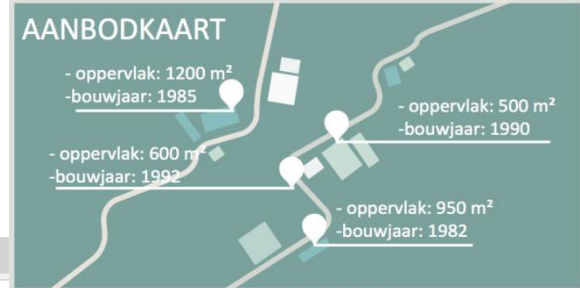 AANBODKAART
- oppervlak: 1200 m²
-bouwjaar: 1985
- oppervlak: 500 m²
-bouwjaar: 1990
- oppervlak: 600 m²
-bouwjaar: 1992
- oppervlak: 950 m²
-bouwjaar: 1982